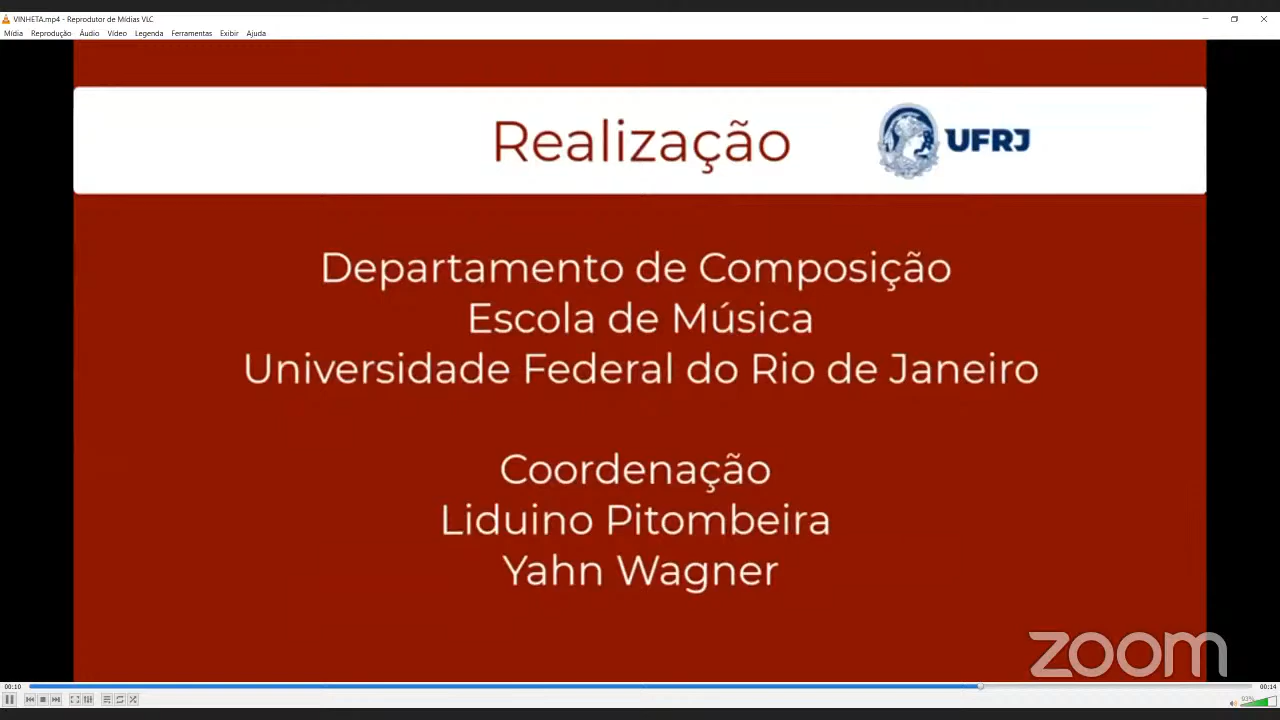 VINHETA.mp4 - Reprodutor de Mídias VLC
Mídia Reprodução Áudio Vídeo Legenda Ferramentas Exibir Ajuda
Realização
UFRJ
Departamento de Composição
Escola de Música
Universidade Federal do Rio de Janeiro
Coordenação
Liduino Pitombeira
Yahn Wagner
zoom
00:10
00:14
93%